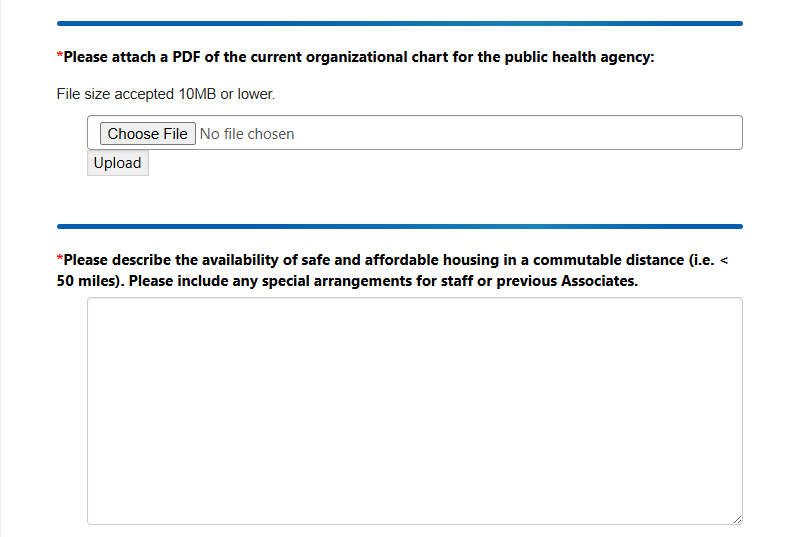 *Please attach a PDF of the current organizational chart for the public health agency:
File size accepted 10MB or lower.
Choose File No file chosen
Upload
*Please describe the availability of safe and affordable housing in a commutable distance (i.e. <
50 miles). Please include any special arrangements for staff or previous Associates.